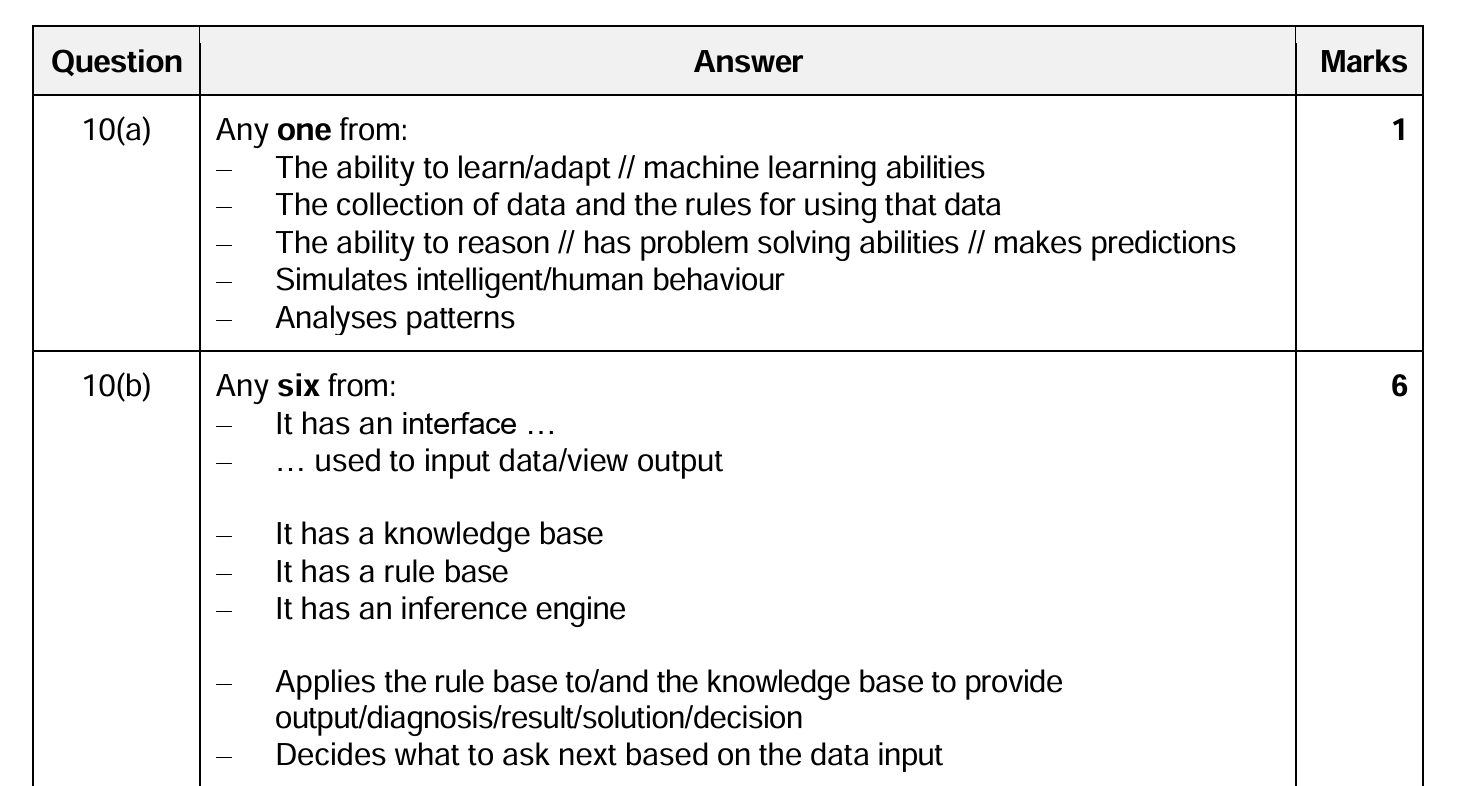 Question Answer Marks
10(a) Any one from: 1
– The ability to learn/adapt // machine learning abilities
– The collection of data and the rules for using that data
– The ability to reason // has problem solving abilities // makes predictions
– Simulates intelligent/human behaviour
– Analyses patterns
10(b) Any six from: 6
– It has an interface …
– … used to input data/view output
– It has a knowledge base
– It has a rule base
– It has an inference engine
– Applies the rule base to/and the knowledge base to provide
output/diagnosis/result/solution/decision
– Decides what to ask next based on the data input